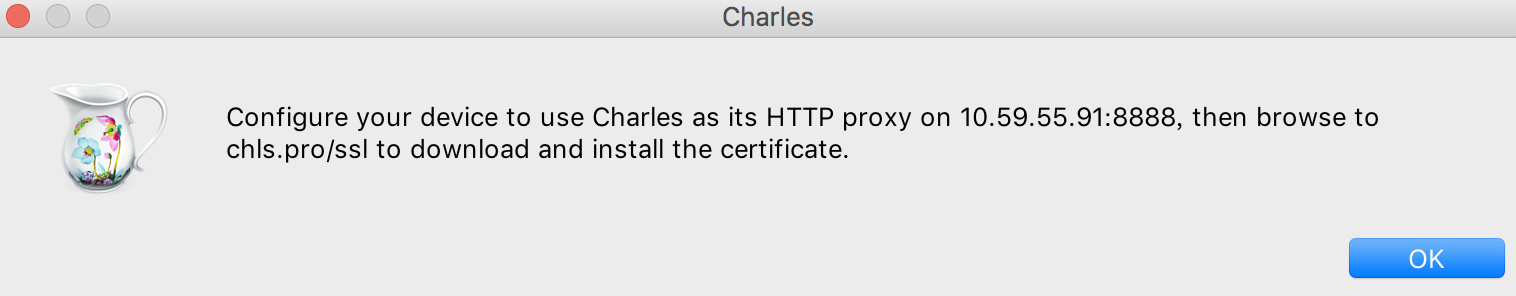 Charles
Configure your device to use Charles as its HTTP proxy on 10.59.55.91:8888, then browse to
chls.pro/ssl to download and install the certificate.
OK